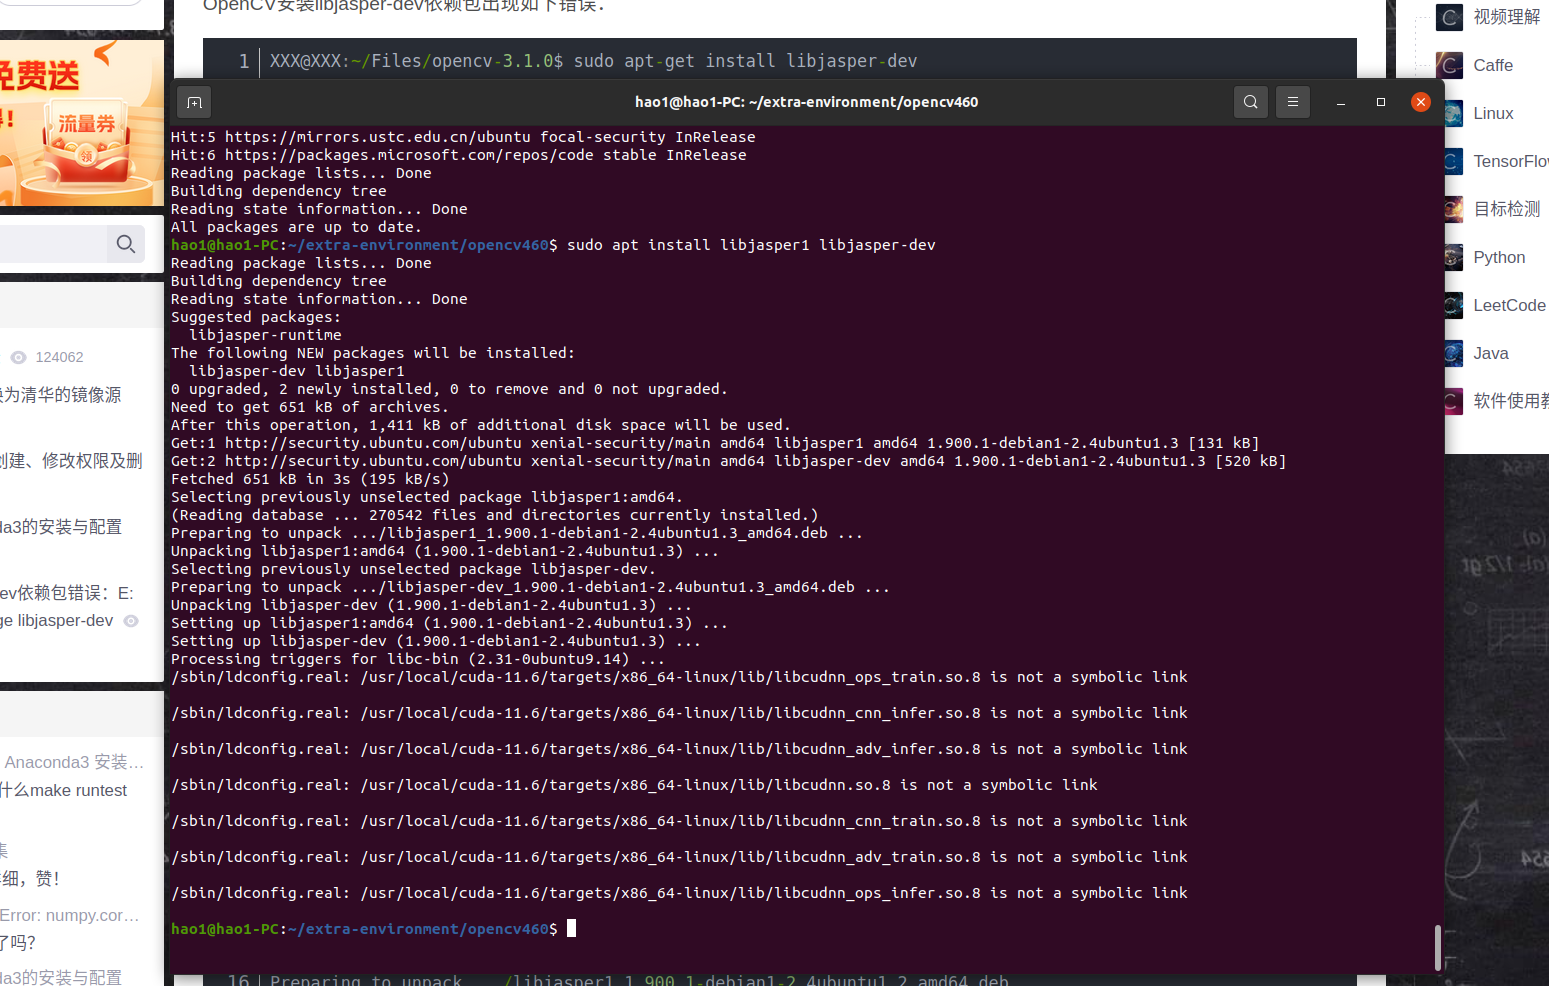 OpenCV安装libjasper-dev依赖包出现如下错误：
1 XXX@XXX:~/Files/opencv-3.1.0$ sudo apt-get install libjasper-dev
免费送
流量券
领
124062
换为清华的镜像源
创建、修改权限及删
da3的安装与配置
ev依赖包错误：E:
ge libjasper-dev
Anaconda3 安装…
什么make runtest
集
详细，赞！
Error: numpy.cor…
了吗？
da3的安装与配置
hao1@hao1-PC: ~/extra-environment/opencv460
Hit:5 https://mirrors.ustc.edu.cn/ubuntu focal-security InRelease
Hit:6 https://packages.microsoft.com/repos/code stable InRelease
Reading package lists... Done
Building dependency tree
Reading state information... Done
All packages are up to date.
hao1@hao1-PC:~/extra-environment/opencv460$ sudo apt install libjasper1 libjasper-dev
Reading package lists... Done
Building dependency tree
Reading state information... Done
Suggested packages:
  libjasper-runtime
The following NEW packages will be installed:
  libjasper-dev libjasper1
0 upgraded, 2 newly installed, 0 to remove and 0 not upgraded.
Need to get 651 kB of archives.
After this operation, 1,411 kB of additional disk space will be used.
Get:1 http://security.ubuntu.com/ubuntu xenial-security/main amd64 libjasper1 amd64 1.900.1-debian1-2.4ubuntu1.3 [131 kB]
Get:2 http://security.ubuntu.com/ubuntu xenial-security/main amd64 libjasper-dev amd64 1.900.1-debian1-2.4ubuntu1.3 [520 kB]
Fetched 651 kB in 3s (195 kB/s)
Selecting previously unselected package libjasper1:amd64.
(Reading database ... 270542 files and directories currently installed.)
Preparing to unpack .../libjasper1_1.900.1-debian1-2.4ubuntu1.3_amd64.deb ...
Unpacking libjasper1:amd64 (1.900.1-debian1-2.4ubuntu1.3) ...
Selecting previously unselected package libjasper-dev.
Preparing to unpack .../libjasper-dev_1.900.1-debian1-2.4ubuntu1.3_amd64.deb ...
Unpacking libjasper-dev (1.900.1-debian1-2.4ubuntu1.3) ...
Setting up libjasper1:amd64 (1.900.1-debian1-2.4ubuntu1.3) ...
Setting up libjasper-dev (1.900.1-debian1-2.4ubuntu1.3) ...
Processing triggers for libc-bin (2.31-0ubuntu9.14) ...
/sbin/ldconfig.real: /usr/local/cuda-11.6/targets/x86_64-linux/lib/libcudnn_ops_train.so.8 is not a symbolic link
/sbin/ldconfig.real: /usr/local/cuda-11.6/targets/x86_64-linux/lib/libcudnn_cnn_infer.so.8 is not a symbolic link
/sbin/ldconfig.real: /usr/local/cuda-11.6/targets/x86_64-linux/lib/libcudnn_adv_infer.so.8 is not a symbolic link
/sbin/ldconfig.real: /usr/local/cuda-11.6/targets/x86_64-linux/lib/libcudnn.so.8 is not a symbolic link
/sbin/ldconfig.real: /usr/local/cuda-11.6/targets/x86_64-linux/lib/libcudnn_cnn_train.so.8 is not a symbolic link
/sbin/ldconfig.real: /usr/local/cuda-11.6/targets/x86_64-linux/lib/libcudnn_adv_train.so.8 is not a symbolic link
/sbin/ldconfig.real: /usr/local/cuda-11.6/targets/x86_64-linux/lib/libcudnn_ops_infer.so.8 is not a symbolic link
hao1@hao1-PC:~/extra-environment/opencv460$
16 Preparing to unpack .../libjasper1_1.900.1-debian1-2.4ubuntu1.2_amd64.deb
视频理解
Caffe
Linux
TensorFlow
目标检测
Python
LeetCode
Java
软件使用教